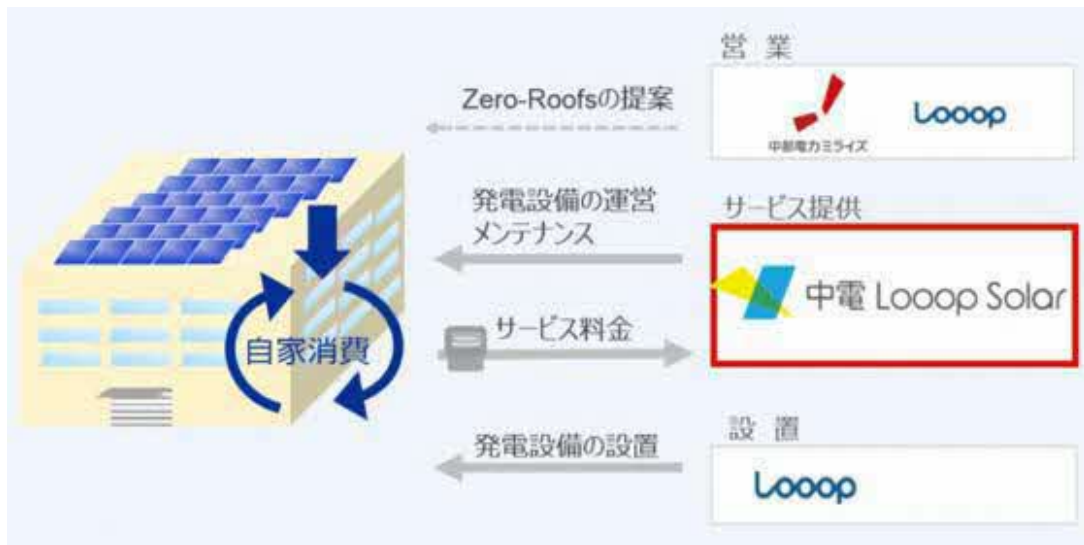 営業
Zero-Roofsの提案
中部電力ミライズ
Looop
発電設備の運営
メンテナンス
サービス提供
中電 Looop Solar
サービス料金
自家消費
設置
発電設備の設置
Looop